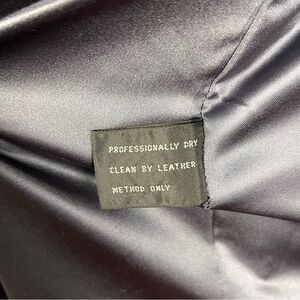 PROFESSIONALLY DRY
CLEAN BY LEATHER
METHOD ONLY